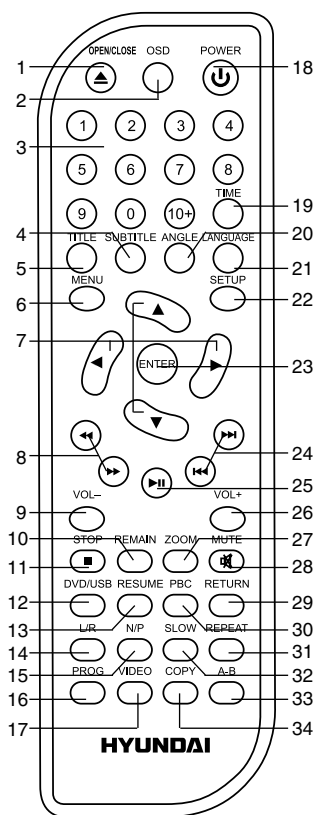 OPEN/CLOSE OSD POWER
1 18
2
1 2 3 4
3
5 6 7 8
TIME
9 0 10+ 19
4 20
TITLE SUBTITLE ANGLE LANGUAGE
5 21
MENU SETUP
6 22
7
ENTER 23
8 24
25
VOL– VOL+
9 26
10 27
STOP REMAIN ZOOM MUTE
11 28
DVD/USB RESUME PBC RETURN
12 29
13 30
L/R N/P SLOW REPEAT
14 31
15 32
PROG VIDEO COPY A-B
16 33
17 34
HYUNDAI